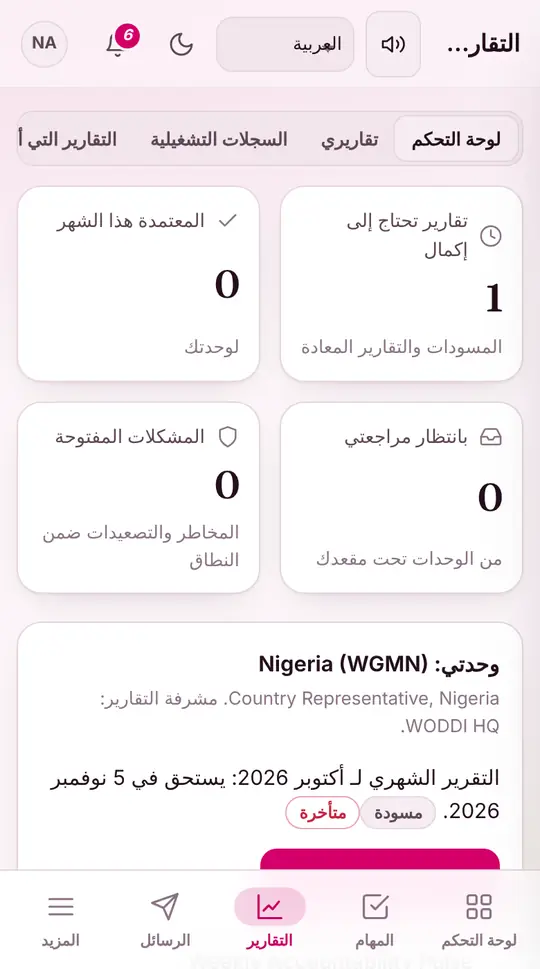 التقار...
العربية
6
NA
لوحة التحكم
تقاريري
السجلات التشغيلية
التقارير التي أ
تقارير تحتاج إلى
إكمال
1
المسودات والتقارير المعادة
المعتمدة هذا الشهر
0
لوحدتك
بانتظار مراجعتي
0
من الوحدات تحت مقعدك
المشكلات المفتوحة
0
المخاطر والتصعيدات ضمن
النطاق
وحدتي: Nigeria (WGMN)
Country Representative, Nigeria. مشرفة التقارير:
WODDI HQ.
التقرير الشهري لـ أكتوبر 2026: يستحق في 5 نوفمبر
2026. مسودة متأخرة
لوحة التحكم
المهام
التقارير
الرسائل
المزيد